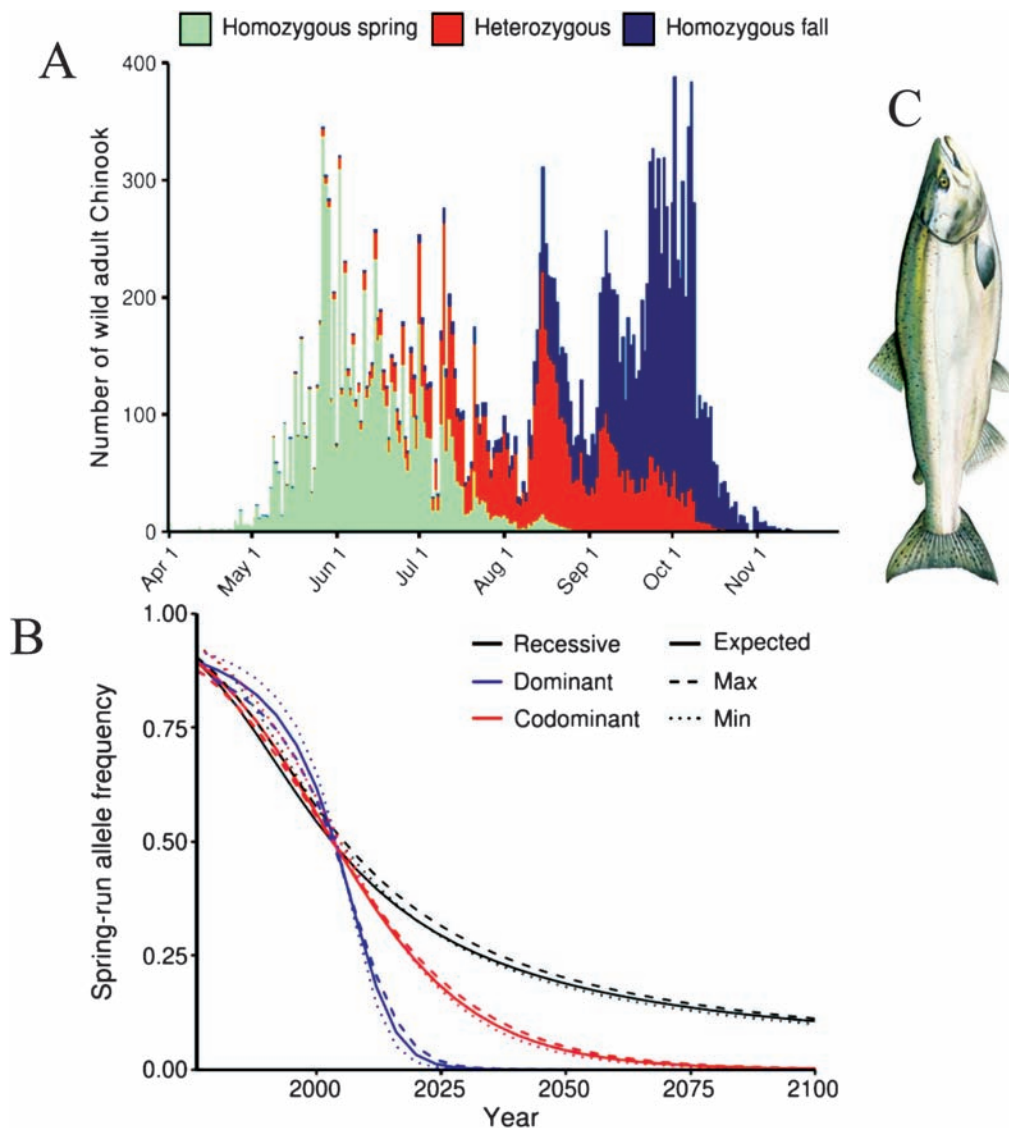 Homozygous spring Heterozygous Homozygous fall
A
C
Number of wild adult Chinook
400
300
200
100
0
Apr 1 May 1 Jun 1 Jul 1 Aug 1 Sep 1 Oct 1 Nov 1
B
Spring-run allele frequency
1.00
0.75
0.50
0.25
0.00
Recessive Expected
Dominant Max
Codominant Min
2000 2025 2050 2075 2100
Year